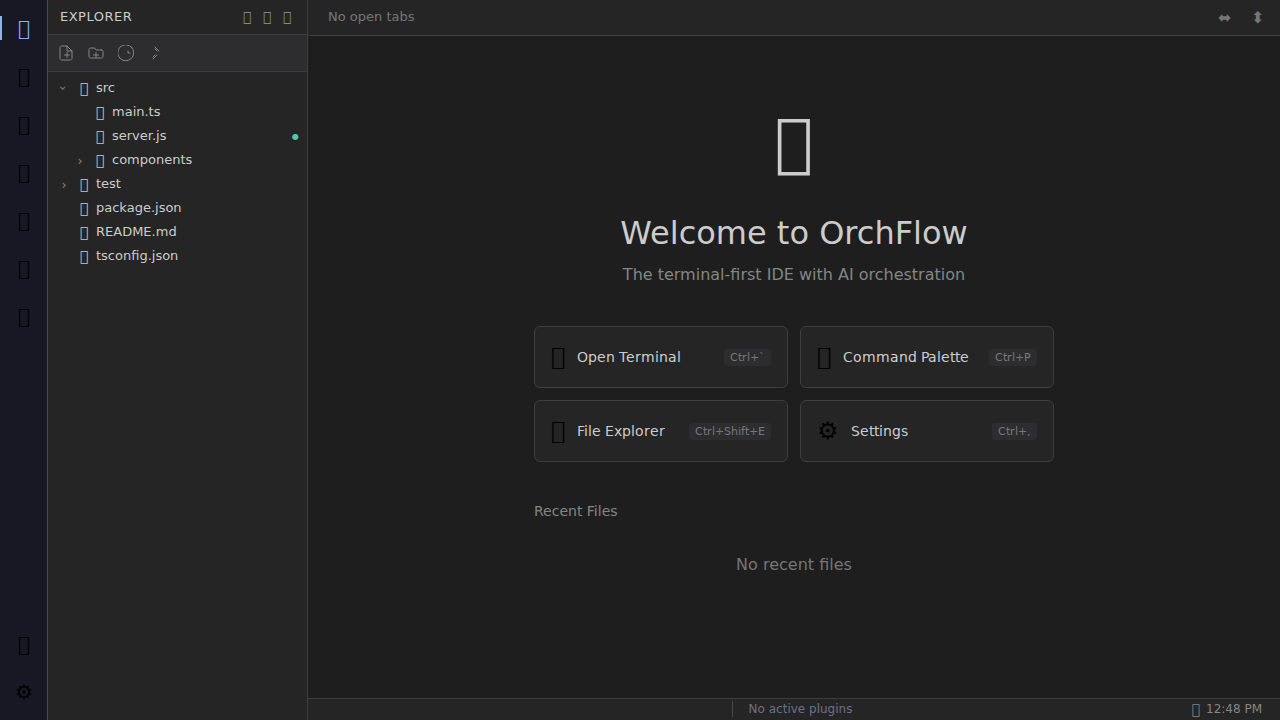 EXPLORER
No open tabs
src
main.ts
server.js
components
test
package.json
README.md
tsconfig.json
Welcome to OrchFlow
The terminal-first IDE with AI orchestration
Open Terminal Ctrl+`
Command Palette Ctrl+P
File Explorer Ctrl+Shift+E
Settings Ctrl+,
Recent Files
No recent files
No active plugins
12:48 PM